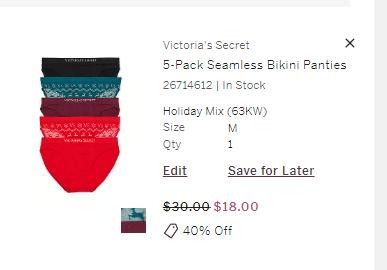 Victoria's Secret
5-Pack Seamless Bikini Panties
26714612 | In Stock
Holiday Mix (63KW)
Size M
Qty 1
Edit Save for Later
$30.00 $18.00
40% Off